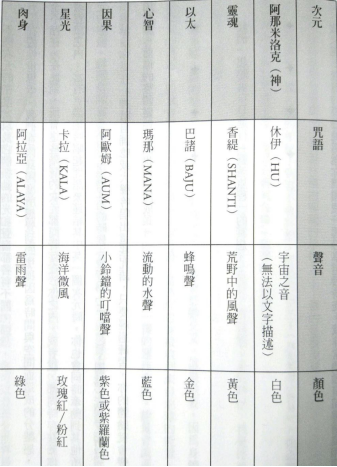 次元
咒語
聲音
顏色
阿那米洛克（神）
休伊（HU）
宇宙之音
（無法以文字描述）
白色
靈魂
香緹（SHANTI）
荒野中的風聲
黃色
以太
巴諸（BAJU）
蜂鳴聲
金色
心智
瑪那（MANA）
流動的水聲
藍色
因果
阿歐姆（AUM）
小鈴鐺的叮噹聲
紫色或紫羅蘭色
星光
卡拉（KALA）
海洋微風
玫瑰紅/粉紅
肉身
阿拉亞（ALAYA）
雷雨聲
綠色